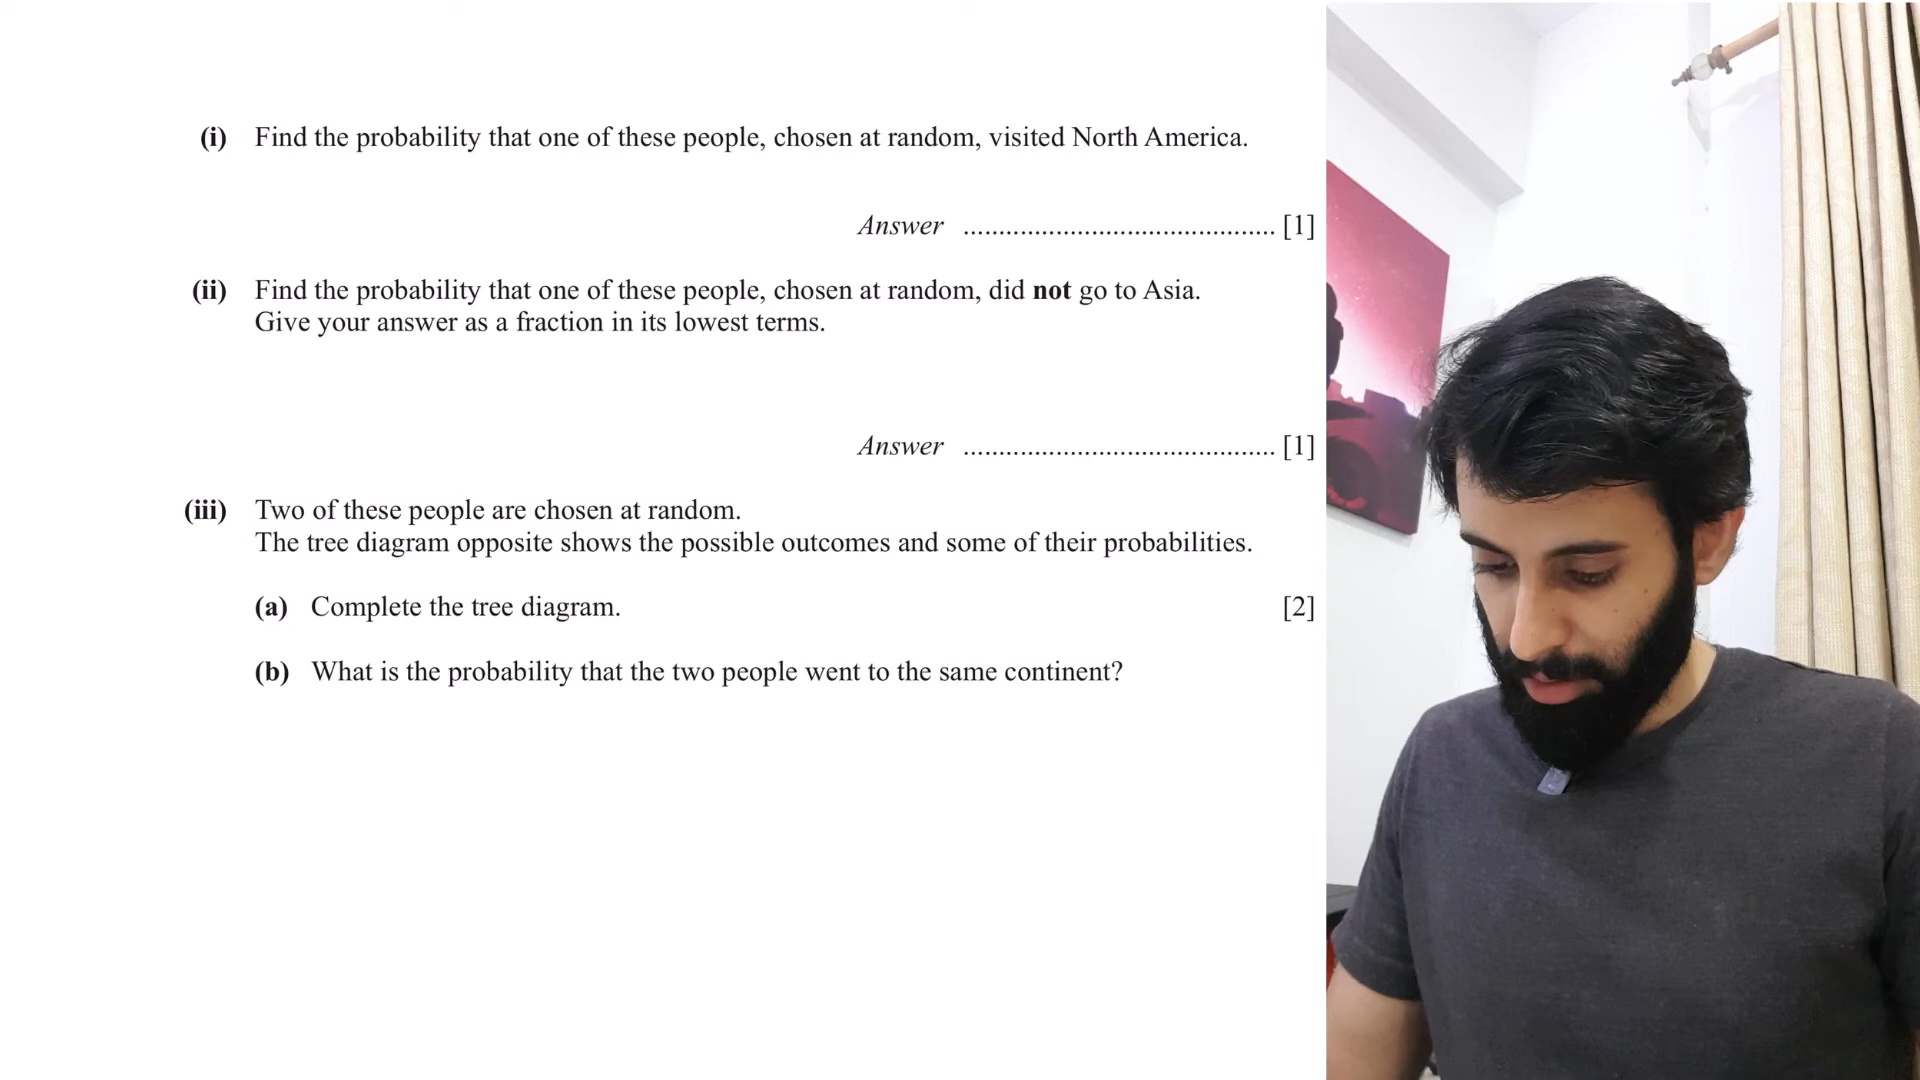 (i) Find the probability that one of these people, chosen at random, visited North America.
Answer ............................................ [1]
(ii) Find the probability that one of these people, chosen at random, did not go to Asia.
Give your answer as a fraction in its lowest terms.
Answer ............................................ [1]
(iii) Two of these people are chosen at random.
The tree diagram opposite shows the possible outcomes and some of their probabilities.
(a) Complete the tree diagram. [2]
(b) What is the probability that the two people went to the same continent?